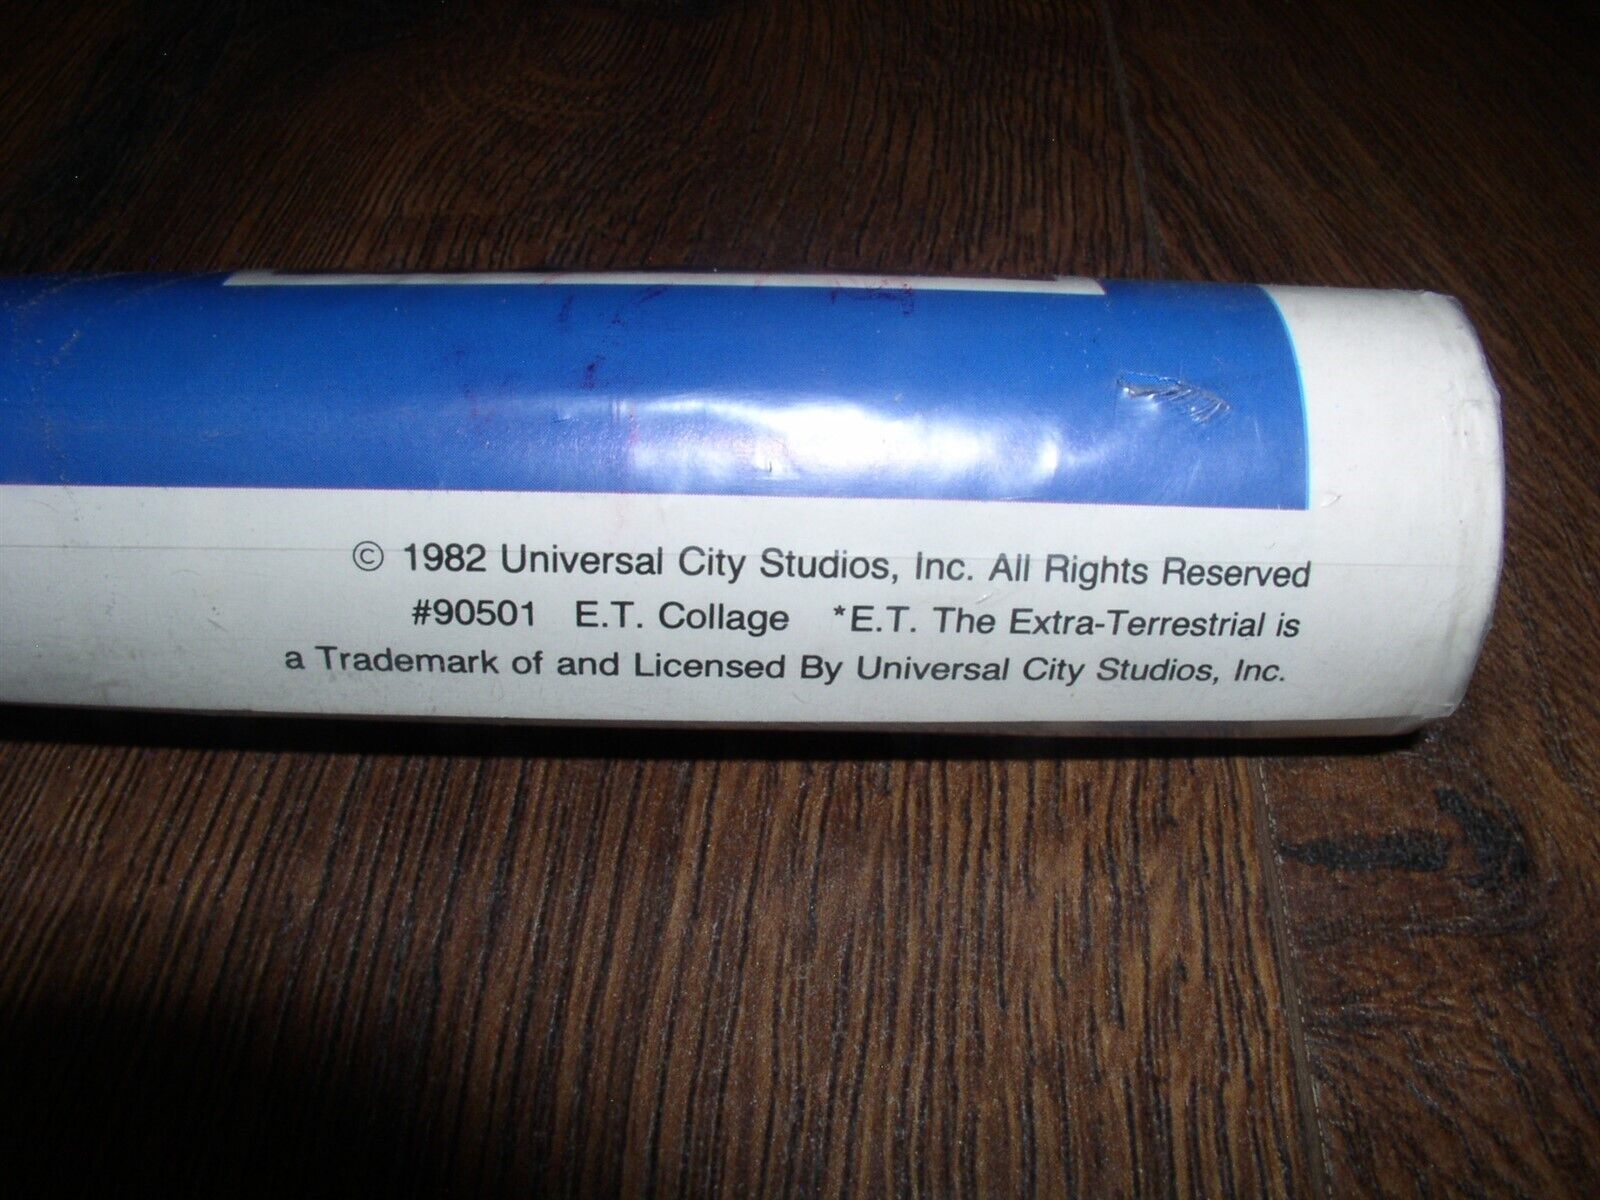 © 1982 Universal City Studios, Inc. All Rights Reserved
#90501 E.T. Collage *E.T. The Extra-Terrestrial is
a Trademark of and Licensed By Universal City Studios, Inc.